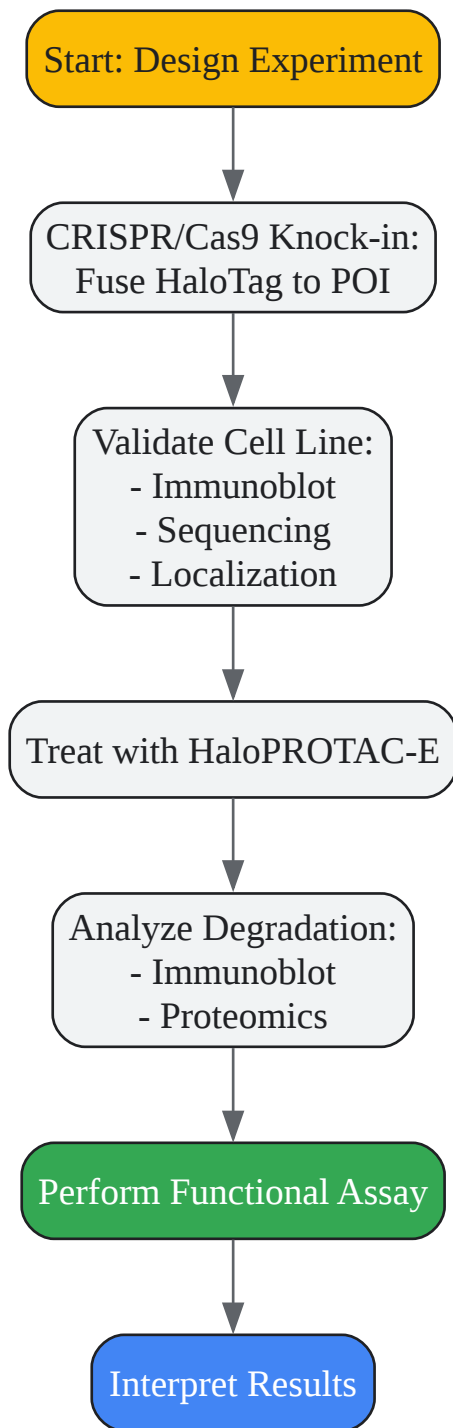 Start: Design Experiment
CRISPR/Cas9 Knock-in:
Fuse HaloTag to POI
Validate Cell Line:
- Immunoblot
- Sequencing
- Localization
Treat with HaloPROTAC-E
Analyze Degradation:
- Immunoblot
- Proteomics
Perform Functional Assay
Interpret Results